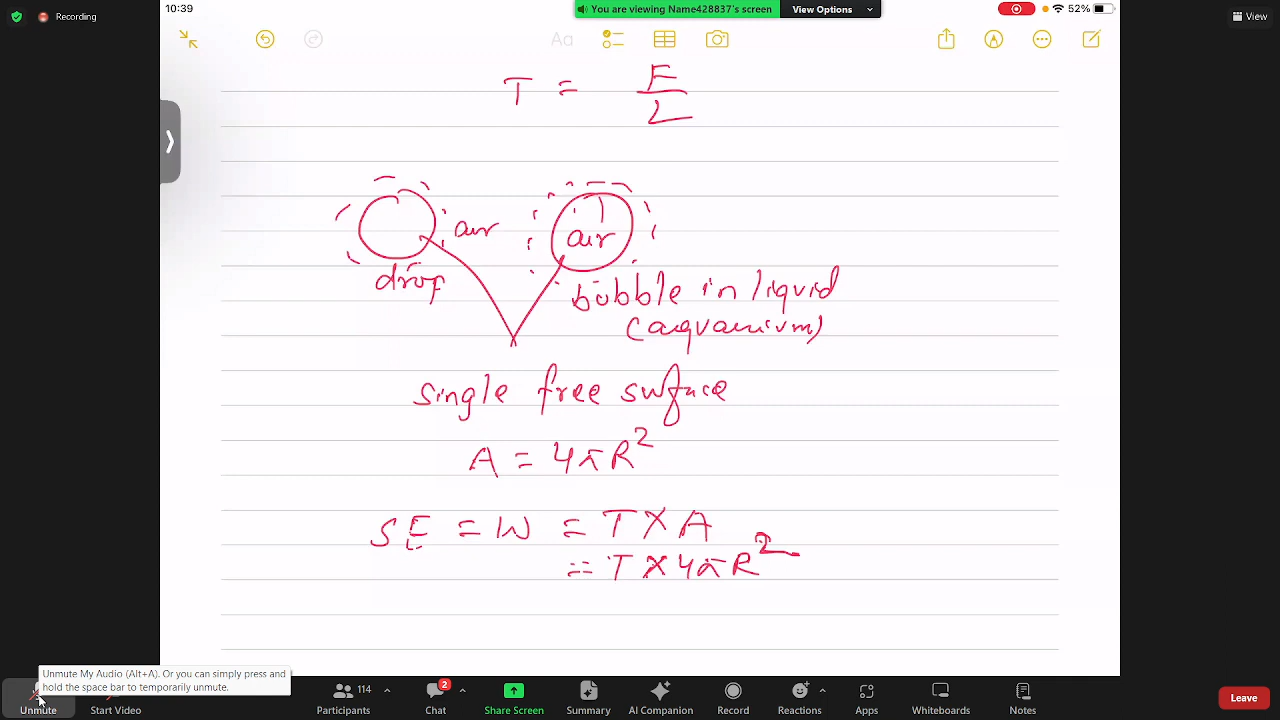 10:39
You are viewing Name428837's screen
View Options
52%
Recording
View
Aa
T = F/L
air
air
drop
bubble in liquid
(aquarium)
single free surface
A = 4πR²
SE = W = T×A
= T×4πR²
Unmute My Audio (Alt+A). Or you can simply press and
hold the space bar to temporarily unmute.
Unmute
Start Video
114
Participants
2
Chat
Share Screen
Summary
AI Companion
Record
Reactions
Apps
Whiteboards
Notes
Leave